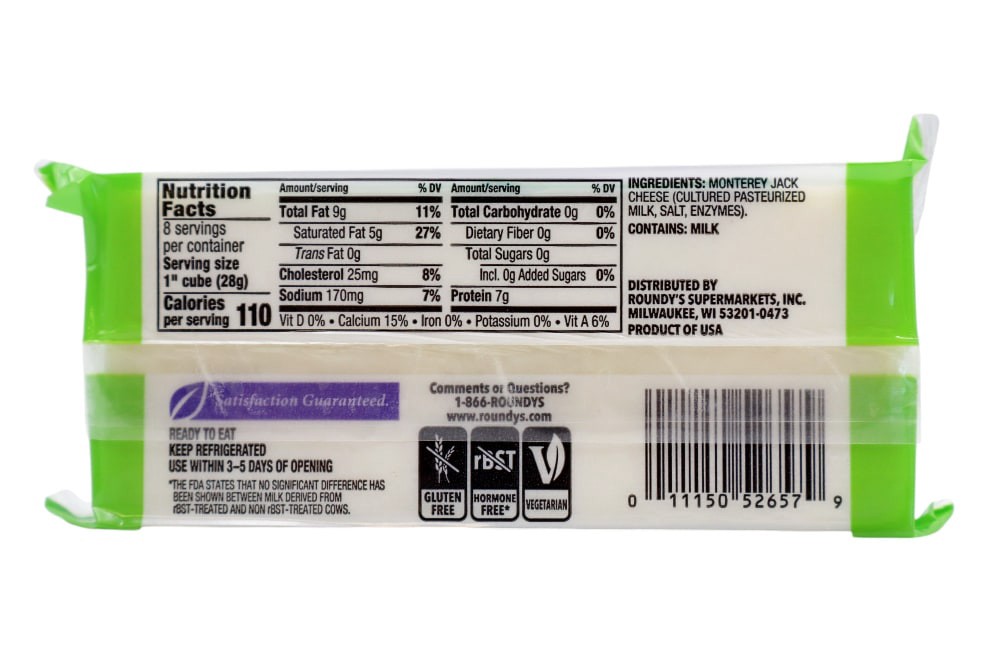 Nutrition
Facts
8 servings
per container
Serving size
1" cube (28g)
Calories
per serving 110
Amount/serving % DV
Total Fat 9g 11%
Saturated Fat 5g 27%
Trans Fat 0g
Cholesterol 25mg 8%
Sodium 170mg 7%
Amount/serving % DV
Total Carbohydrate 0g 0%
Dietary Fiber 0g 0%
Total Sugars 0g
Incl. 0g Added Sugars 0%
Protein 7g
Vit D 0% • Calcium 15% • Iron 0% • Potassium 0% • Vit A 6%
INGREDIENTS: MONTEREY JACK
CHEESE (CULTURED PASTEURIZED
MILK, SALT, ENZYMES).
CONTAINS: MILK
DISTRIBUTED BY
ROUNDY'S SUPERMARKETS, INC.
MILWAUKEE, WI 53201-0473
PRODUCT OF USA
Satisfaction Guaranteed.
READY TO EAT
KEEP REFRIGERATED
USE WITHIN 3–5 DAYS OF OPENING
*THE FDA STATES THAT NO SIGNIFICANT DIFFERENCE HAS
BEEN SHOWN BETWEEN MILK DERIVED FROM
rBST-TREATED AND NON rBST-TREATED COWS.
Comments or Questions?
1-866-ROUNDYS
www.roundys.com
GLUTEN
FREE
rbST
HORMONE
FREE*
V
VEGETARIAN
0 11150 52657 9